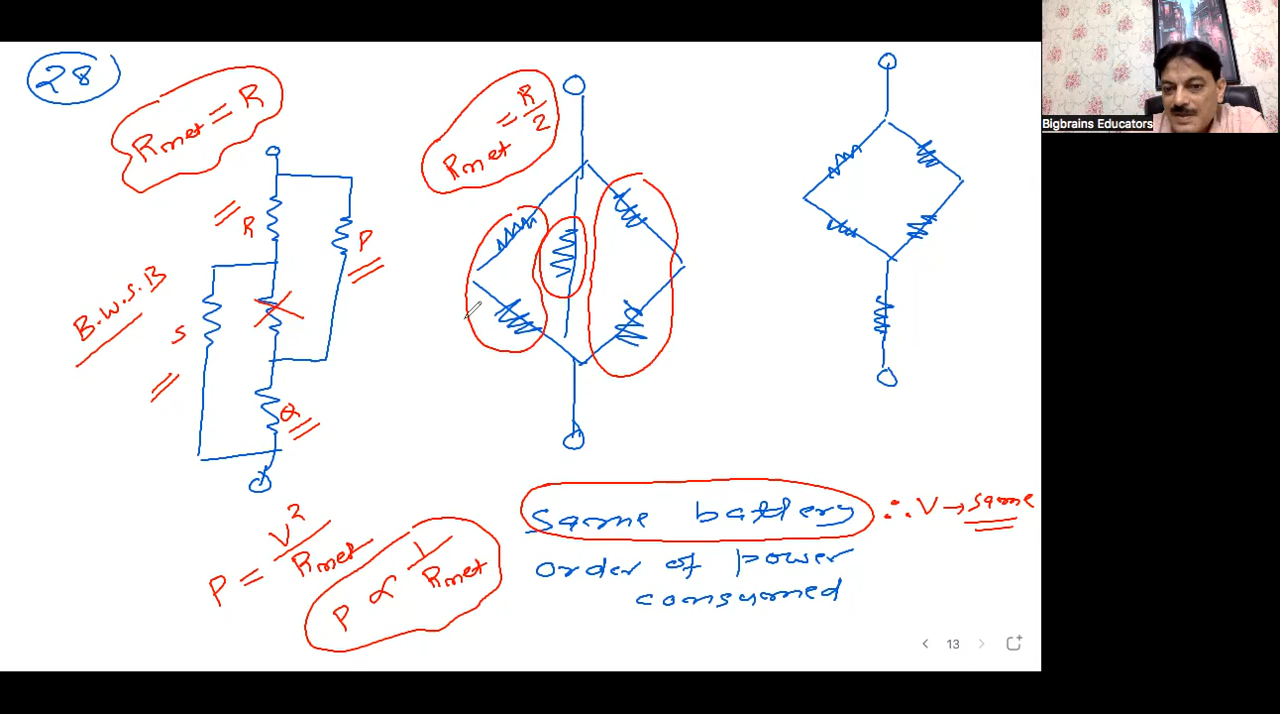 28
Rnet = R
R
P
B.W.S.B
S
Q
Rnet = R/2
same battery ∴ V → same
order of power
consumed
P = V²/Rnet
P ∝ 1/Rnet
Bigbrains Educators
13